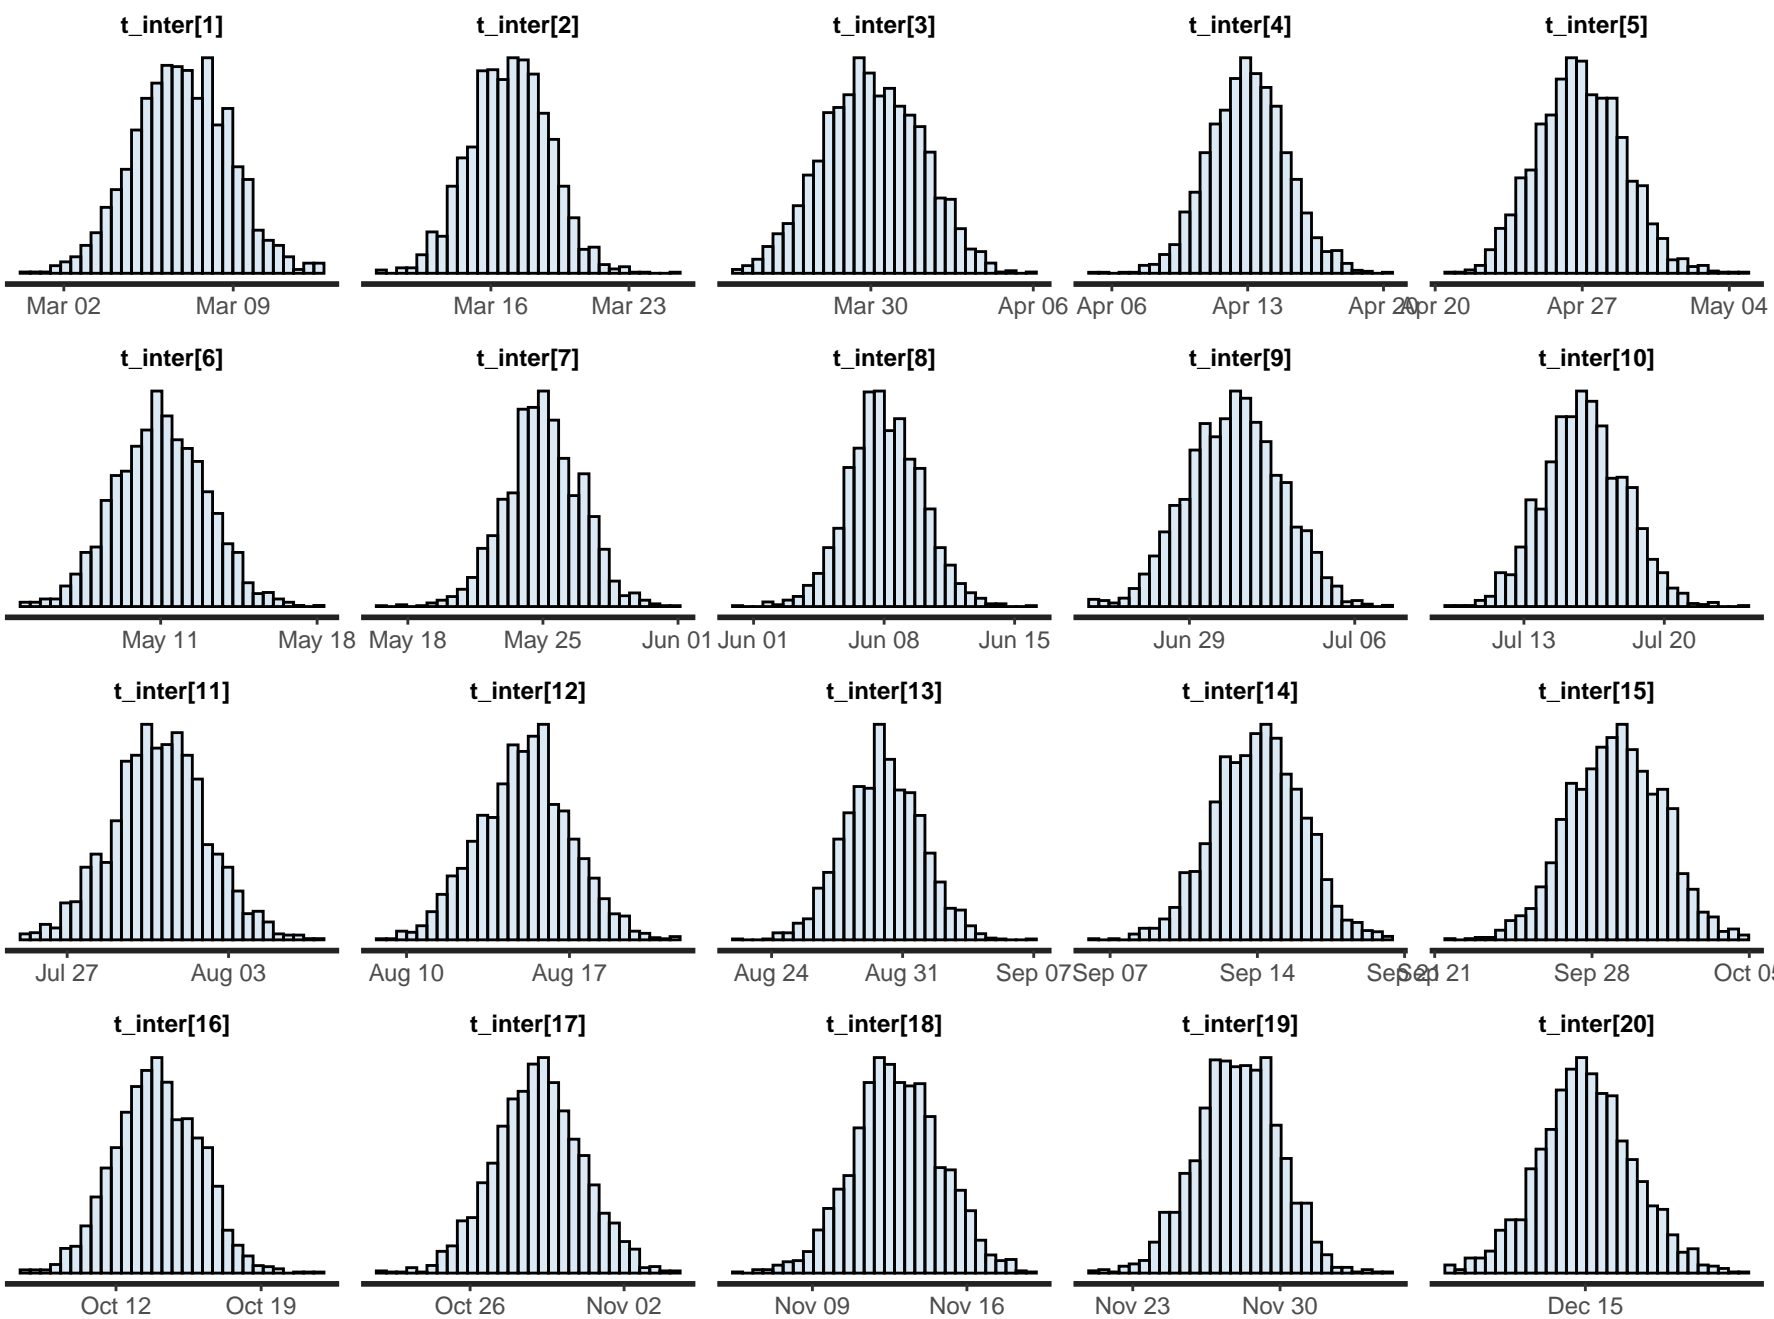 t_inter[1] t_inter[2] t_inter[3] t_inter[4] t_inter[5]
Mar 02 Mar 09 Mar 16 Mar 23 Mar 30 Apr 06 Apr 06 Apr 13 Apr 20 Apr 20 Apr 27 May 04
t_inter[6] t_inter[7] t_inter[8] t_inter[9] t_inter[10]
May 11 May 18 May 18 May 25 Jun 01 Jun 01 Jun 08 Jun 15 Jun 29 Jul 06 Jul 13 Jul 20
t_inter[11] t_inter[12] t_inter[13] t_inter[14] t_inter[15]
Jul 27 Aug 03 Aug 10 Aug 17 Aug 24 Aug 31 Sep 07 Sep 07 Sep 14 Sep 21 Sep 21 Sep 28 Oct 05
t_inter[16] t_inter[17] t_inter[18] t_inter[19] t_inter[20]
Oct 12 Oct 19 Oct 26 Nov 02 Nov 09 Nov 16 Nov 23 Nov 30 Dec 15